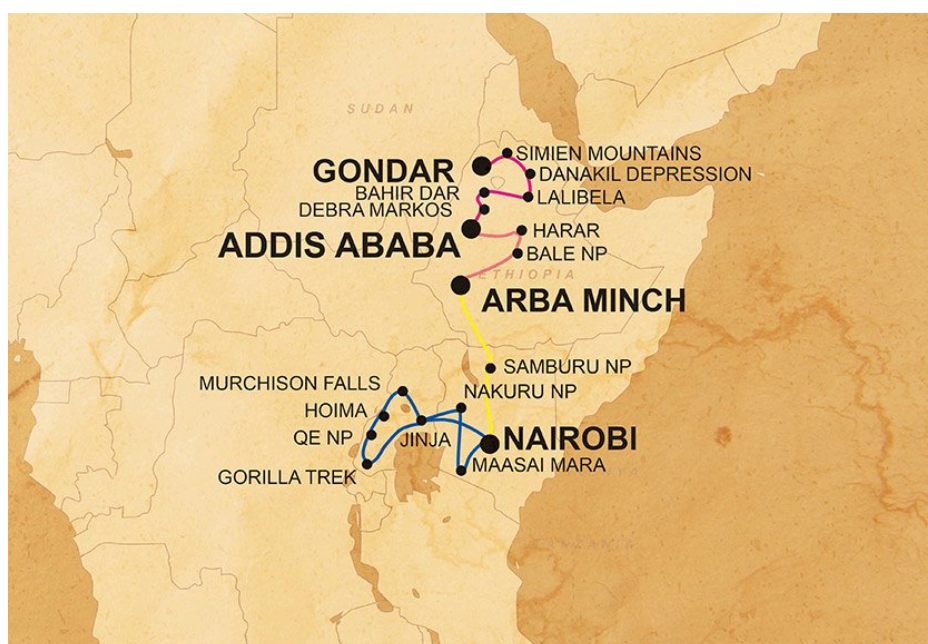 SUDAN
SIMIEN MOUNTAINS
GONDAR
DANAKIL DEPRESSION
BAHIR DAR
LALIBELA
DEBRA MARKOS
HARAR
ADDIS ABABA
BALE NP
ETHIOPIA
ARBA MINCH
SAMBURU NP
MURCHISON FALLS
NAKURU NP
HOIMA
QE NP
JINJA
NAIROBI
MAASAI MARA
GORILLA TREK
TANZANIA